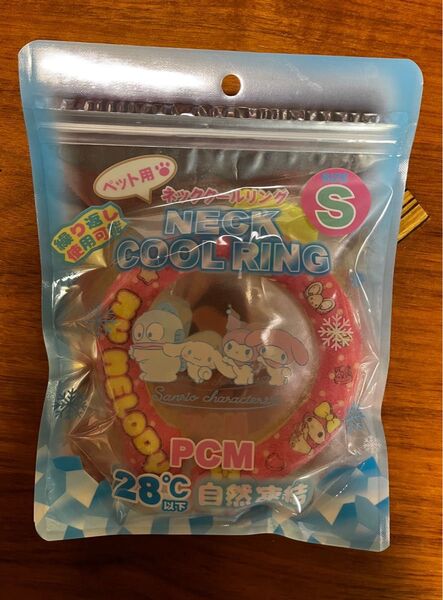 ペット用
繰り返し
使用可能
ネッククールリング
SIZE
S
NECK
COOL RING
MY MELODY
Sanrio characters
PCM
28℃以下 自然凍結